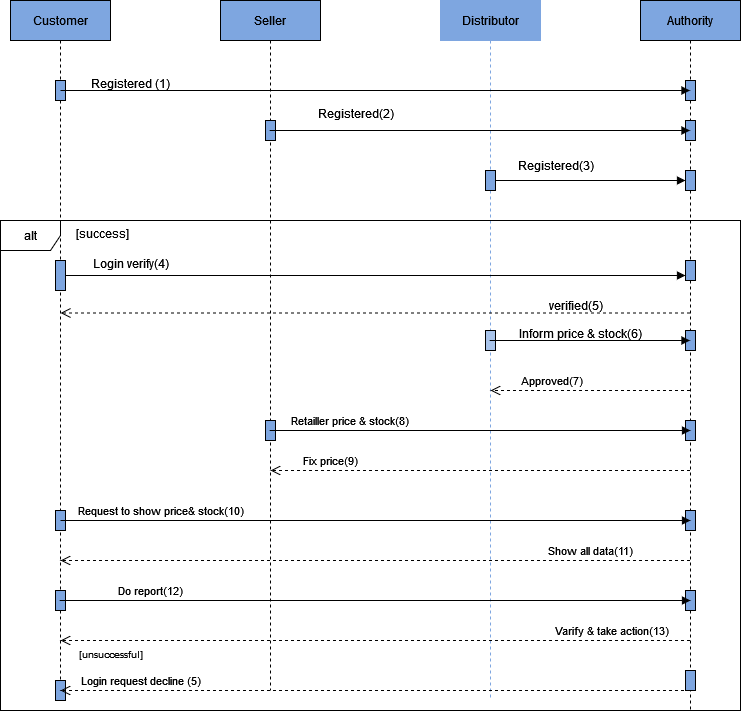 Customer Seller Distributor Authority
Registered (1)
Registered(2)
Registered(3)
alt [success]
Login verify(4)
verified(5)
Inform price & stock(6)
Approved(7)
Retailler price & stock(8)
Fix price(9)
Request to show price& stock(10)
Show all data(11)
Do report(12)
Varify & take action(13)
[unsuccessful]
Login request decline (5)